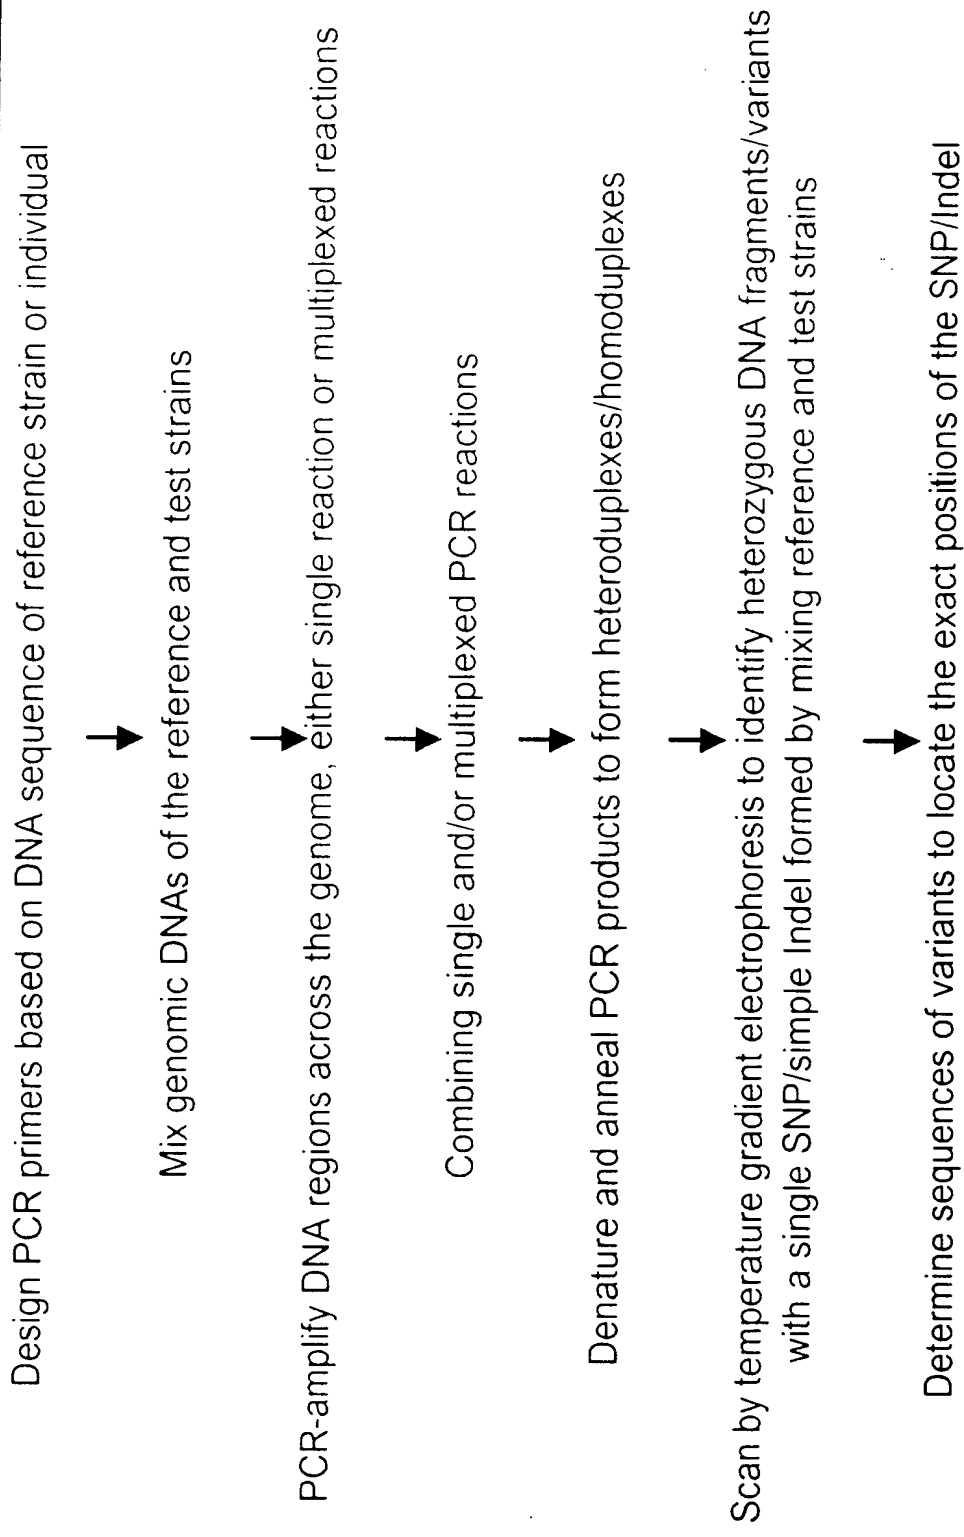 Design PCR primers based on DNA sequence of reference strain or individual
Mix genomic DNAs of the reference and test strains
PCR-amplify DNA regions across the genome, either single reaction or multiplexed reactions
Combining single and/or multiplexed PCR reactions
Denature and anneal PCR products to form heteroduplexes/homoduplexes
Scan by temperature gradient electrophoresis to identify heterozygous DNA fragments/variants
with a single SNP/simple Indel formed by mixing reference and test strains
Determine sequences of variants to locate the exact positions of the SNP/Indel